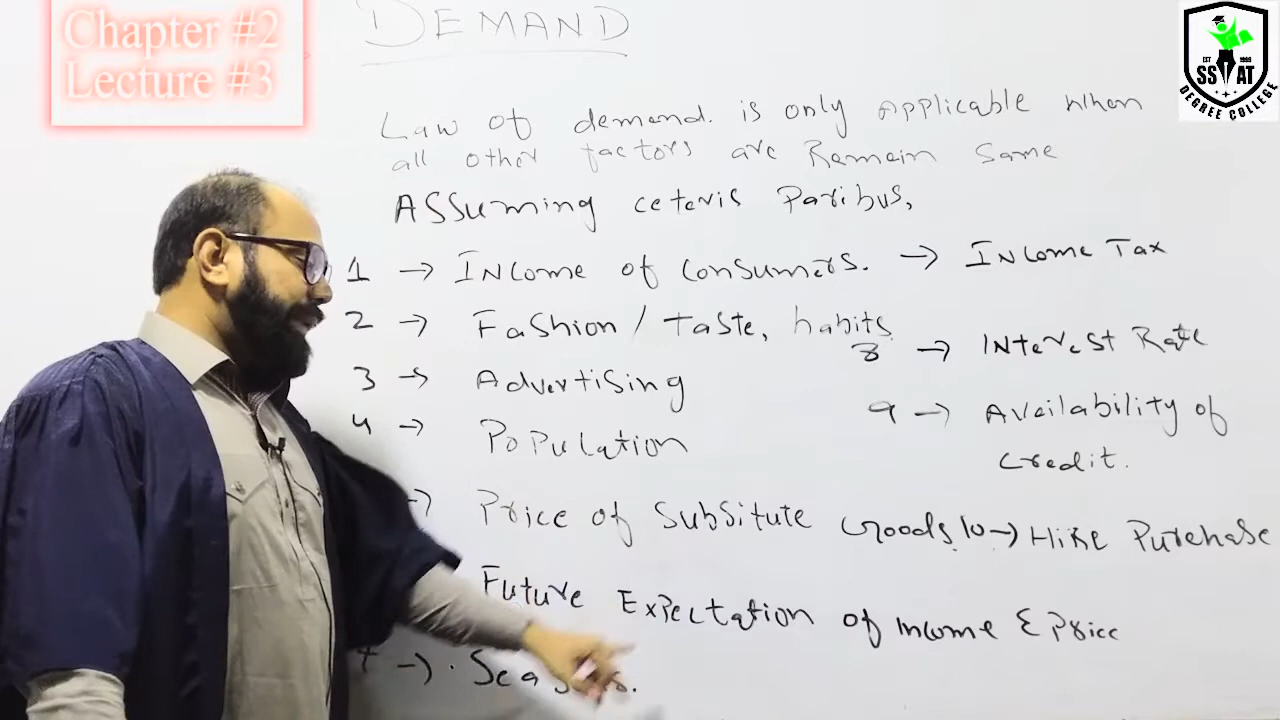 Chapter #2
Lecture #3
DEMAND
EST 1998
SS AT
DEGREE COLLEGE
Law of demand. is only applicable when
all other factors are Remain Same
Assuming ceteris Paribus,
1 → Income of consumers. → Income Tax
2 → Fashion / taste, habits
8 → Interest Rate
3 → Advertising
9 → Availability of
credit.
4 → Population
→ Price of Subsitute Goods
10 → Hire Purchase
Future Expectation of income & Price
7 →